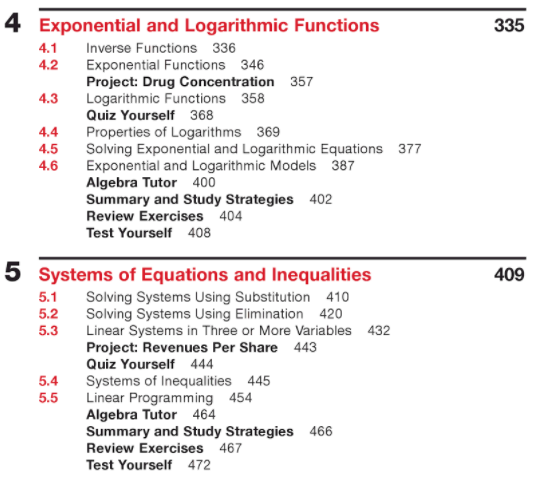 4 Exponential and Logarithmic Functions 335
4.1 Inverse Functions 336
4.2 Exponential Functions 346
Project: Drug Concentration 357
4.3 Logarithmic Functions 358
Quiz Yourself 368
4.4 Properties of Logarithms 369
4.5 Solving Exponential and Logarithmic Equations 377
4.6 Exponential and Logarithmic Models 387
Algebra Tutor 400
Summary and Study Strategies 402
Review Exercises 404
Test Yourself 408
5 Systems of Equations and Inequalities 409
5.1 Solving Systems Using Substitution 410
5.2 Solving Systems Using Elimination 420
5.3 Linear Systems in Three or More Variables 432
Project: Revenues Per Share 443
Quiz Yourself 444
5.4 Systems of Inequalities 445
5.5 Linear Programming 454
Algebra Tutor 464
Summary and Study Strategies 466
Review Exercises 467
Test Yourself 472